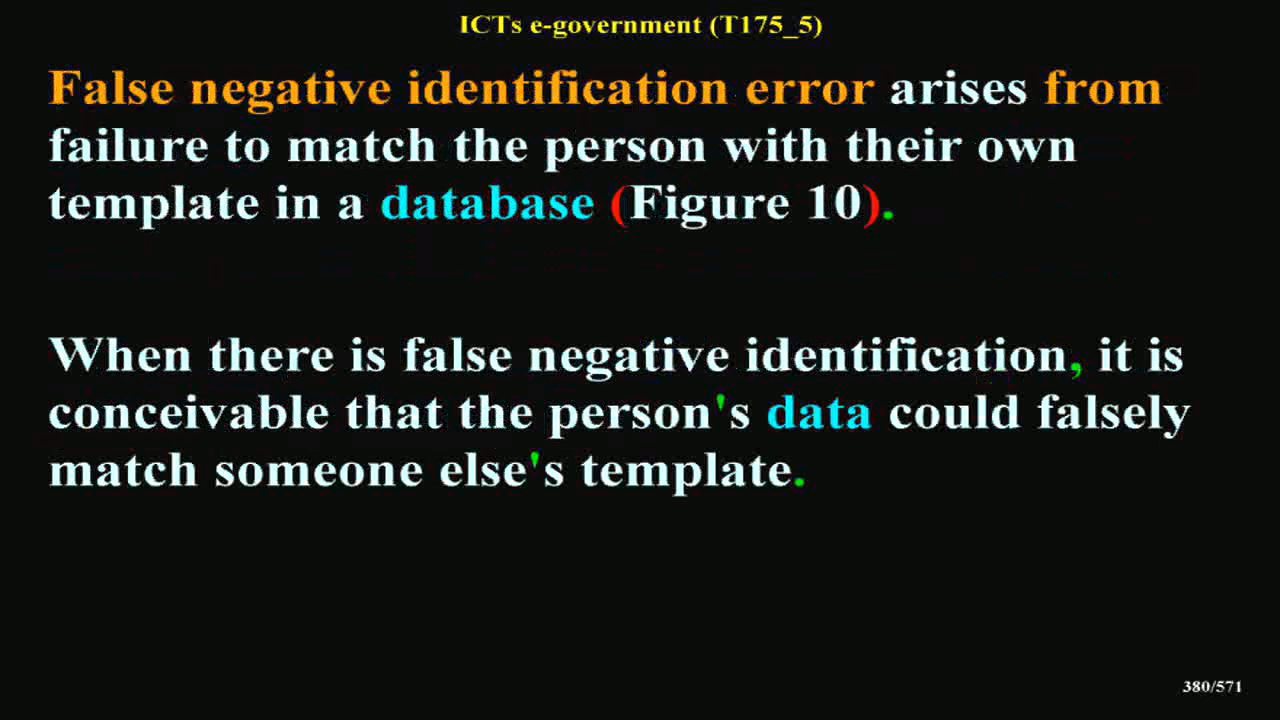 ICTs e-government (T175_5)
False negative identification error arises from
failure to match the person with their own
template in a database (Figure 10).
When there is false negative identification, it is
conceivable that the person's data could falsely
match someone else's template.
380/571